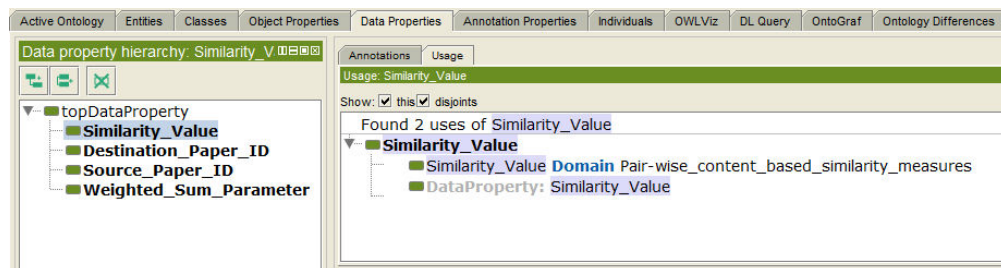 Active Ontology Entities Classes Object Properties Data Properties Annotation Properties Individuals OWLViz DL Query OntoGraf Ontology Differences
Data property hierarchy: Similarity_V
topDataProperty
Similarity_Value
Destination_Paper_ID
Source_Paper_ID
Weighted_Sum_Parameter
Annotations Usage
Usage: Similarity_Value
Show: this disjoints
Found 2 uses of Similarity_Value
Similarity_Value
Similarity_Value Domain Pair-wise_content_based_similarity_measures
DataProperty: Similarity_Value